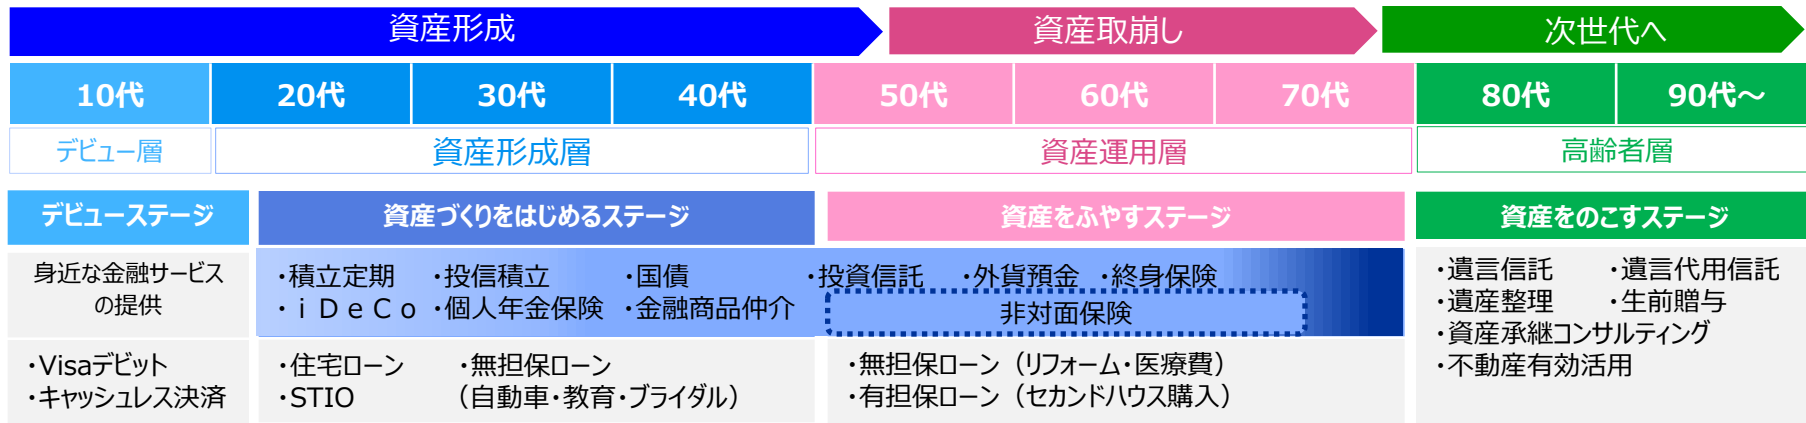 資産形成 資産取崩し 次世代へ
10代 20代 30代 40代 50代 60代 70代 80代 90代～
デビュー層 資産形成層 資産運用層 高齢者層
デビューステージ 資産づくりをはじめるステージ 資産をふやすステージ 資産をのこすステージ
身近な金融サービス
の提供
・Visaデビット
・キャッシュレス決済
・積立定期 ・投信積立 ・国債 ・投資信託 ・外貨預金 ・終身保険
・ｉＤｅＣｏ ・個人年金保険 ・金融商品仲介
非対面保険
・住宅ローン ・無担保ローン
・STIO （自動車・教育・ブライダル）
・無担保ローン（リフォーム・医療費）
・有担保ローン（セカンドハウス購入）
・遺言信託 ・遺言代用信託
・遺産整理 ・生前贈与
・資産承継コンサルティング
・不動産有効活用